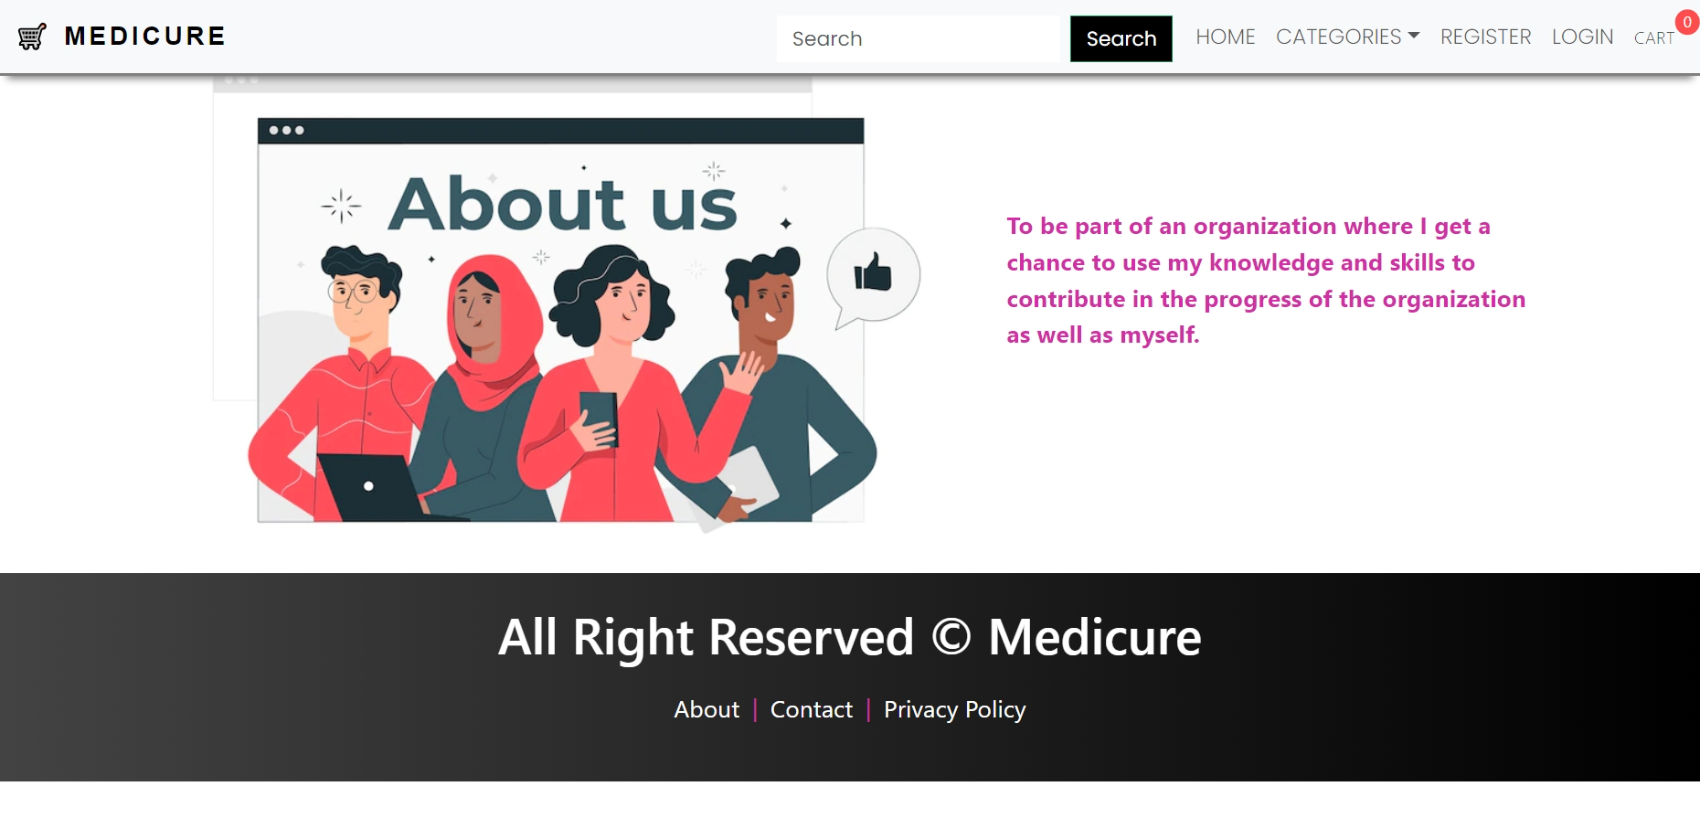 MEDICURE
Search
Search
HOME
CATEGORIES
REGISTER
LOGIN
CART
0
About us
To be part of an organization where I get a
chance to use my knowledge and skills to
contribute in the progress of the organization
as well as myself.
All Right Reserved © Medicure
About | Contact | Privacy Policy